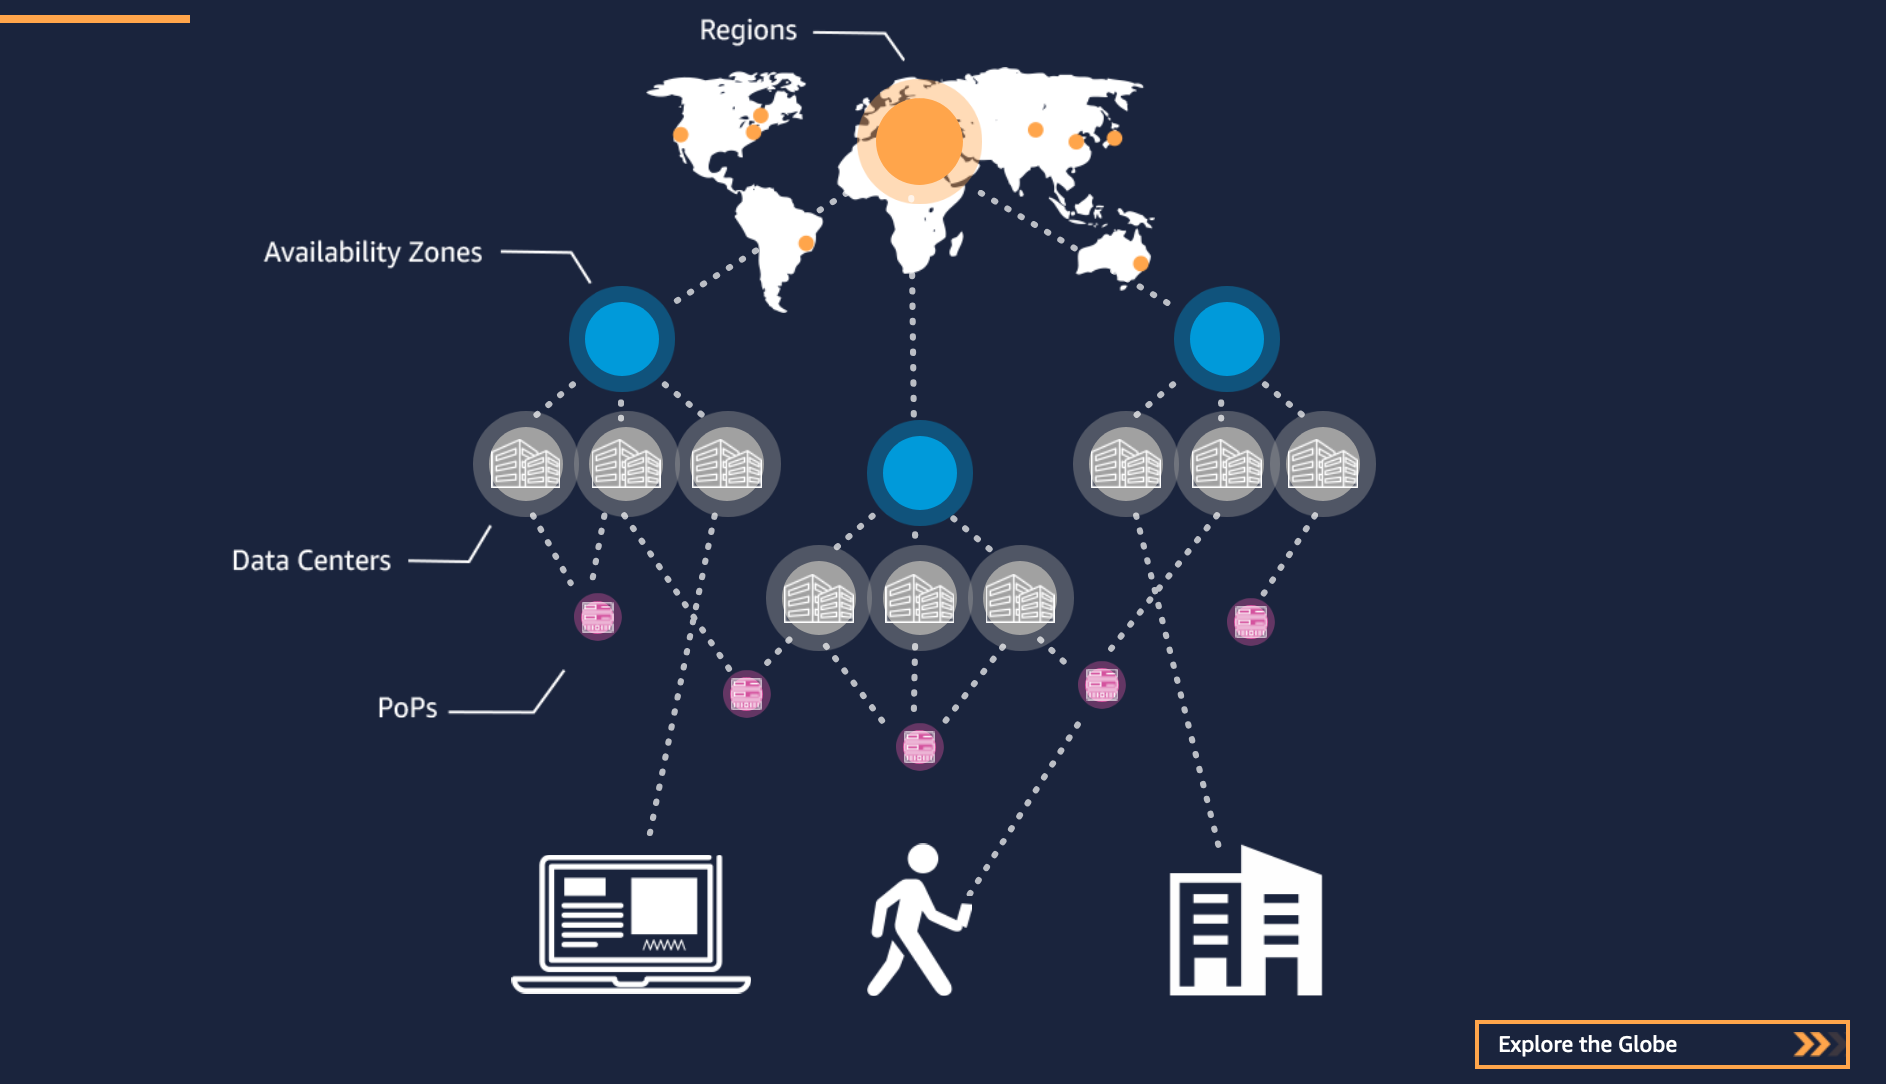 Regions
Availability Zones
Data Centers
PoPs
Explore the Globe